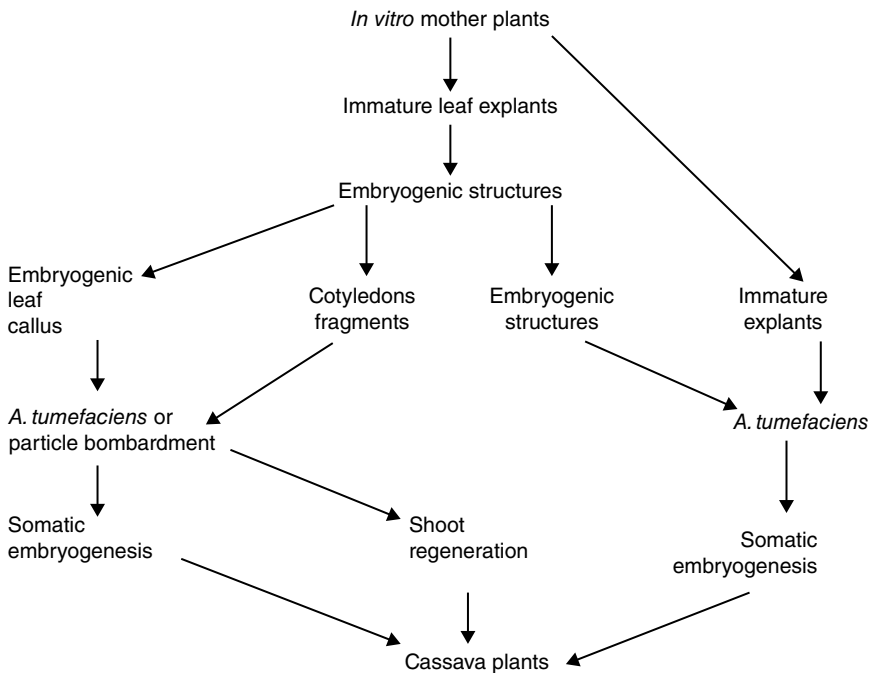 In vitro mother plants
Immature leaf explants
Embryogenic structures
Embryogenic
leaf
callus
Cotyledons
fragments
Embryogenic
structures
Immature
explants
A. tumefaciens or
particle bombardment
A. tumefaciens
Somatic
embryogenesis
Shoot
regeneration
Somatic
embryogenesis
Cassava plants